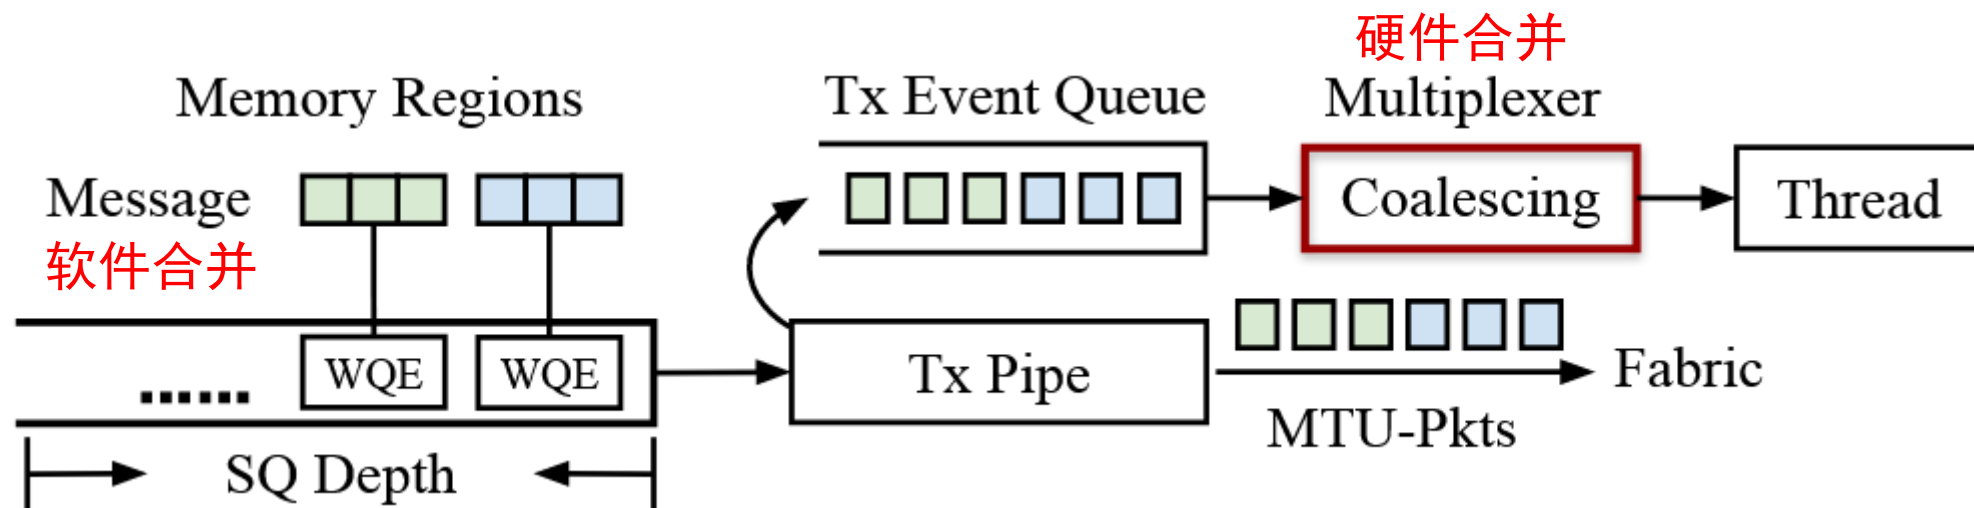 硬件合并
Memory Regions
Tx Event Queue
Multiplexer
Message
Coalescing
Thread
软件合并
WQE
WQE
......
Tx Pipe
Fabric
MTU-Pkts
SQ Depth